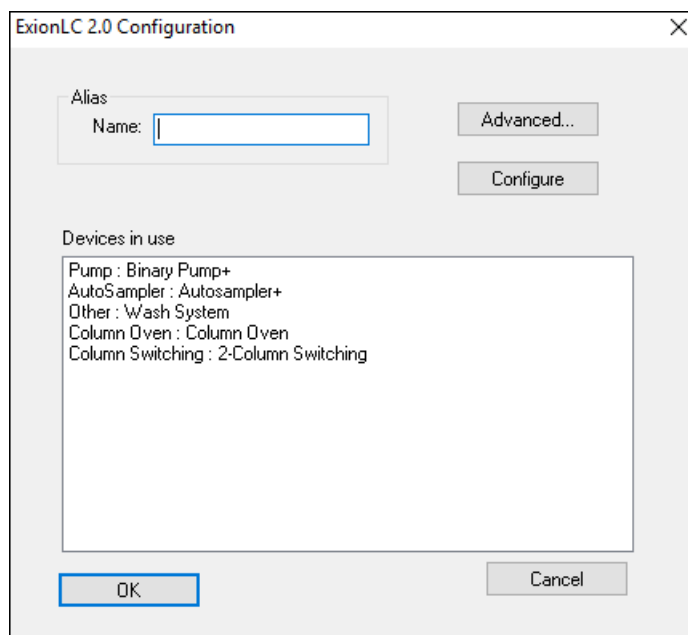 ExionLC 2.0 Configuration
Alias
Name:
Advanced...
Configure
Devices in use
Pump : Binary Pump+
AutoSampler : Autosampler+
Other : Wash System
Column Oven : Column Oven
Column Switching : 2-Column Switching
OK
Cancel